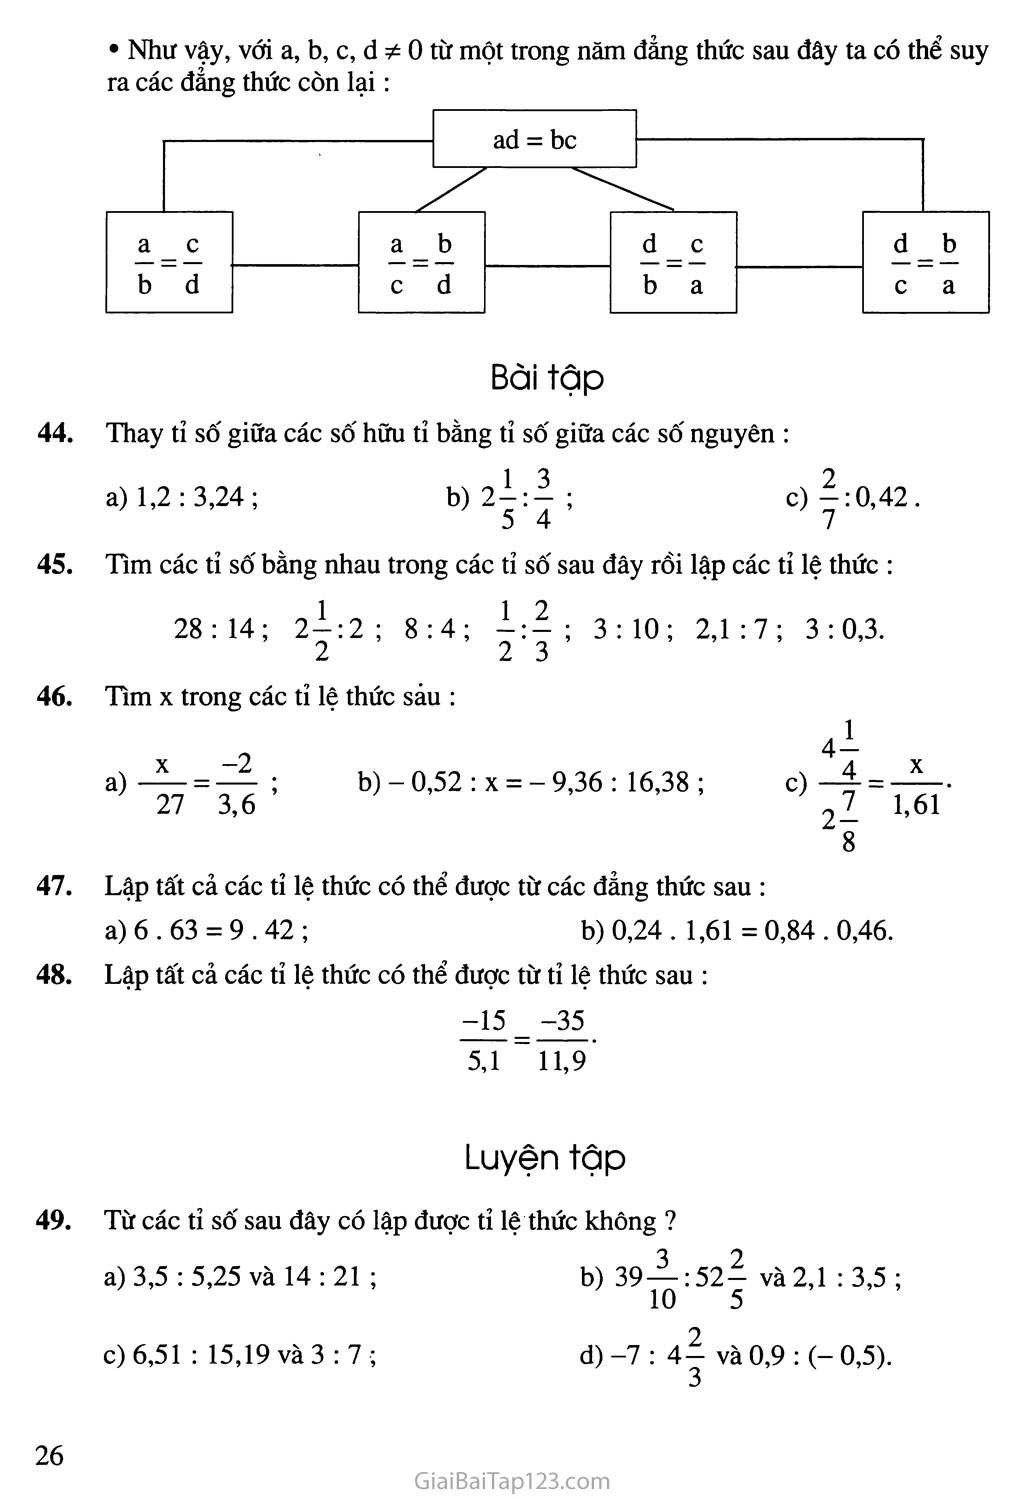 • Như vậy, với a, b, c, d ≠ 0 từ một trong năm đẳng thức sau đây ta có thể suy
ra các đẳng thức còn lại :
ad = bc
a/b = c/d   a/c = b/d   d/b = c/a   d/c = b/a
Bài tập
44. Thay tỉ số giữa các số hữu tỉ bằng tỉ số giữa các số nguyên :
a) 1,2 : 3,24 ;   b) 2 1/5 : 3/4 ;   c) 2/7 : 0,42 .
45. Tìm các tỉ số bằng nhau trong các tỉ số sau đây rồi lập các tỉ lệ thức :
28 : 14 ;   2 1/2 : 2 ;   8 : 4 ;   1/2 : 2/3 ;   3 : 10 ;   2,1 : 7 ;   3 : 0,3.
46. Tìm x trong các tỉ lệ thức sau :
a) x/27 = -2/3,6 ;   b) – 0,52 : x = – 9,36 : 16,38 ;   c) (4 1/4)/(2 7/8) = x/1,61.
47. Lập tất cả các tỉ lệ thức có thể được từ các đẳng thức sau :
a) 6 . 63 = 9 . 42 ;   b) 0,24 . 1,61 = 0,84 . 0,46.
48. Lập tất cả các tỉ lệ thức có thể được từ tỉ lệ thức sau :
-15/5,1 = -35/11,9.
Luyện tập
49. Từ các tỉ số sau đây có lập được tỉ lệ thức không ?
a) 3,5 : 5,25 và 14 : 21 ;   b) 39 3/10 : 52 2/5 và 2,1 : 3,5 ;
c) 6,51 : 15,19 và 3 : 7 ;   d) –7 : 4 2/3 và 0,9 : (– 0,5).
26
GiaiBaiTap123.com